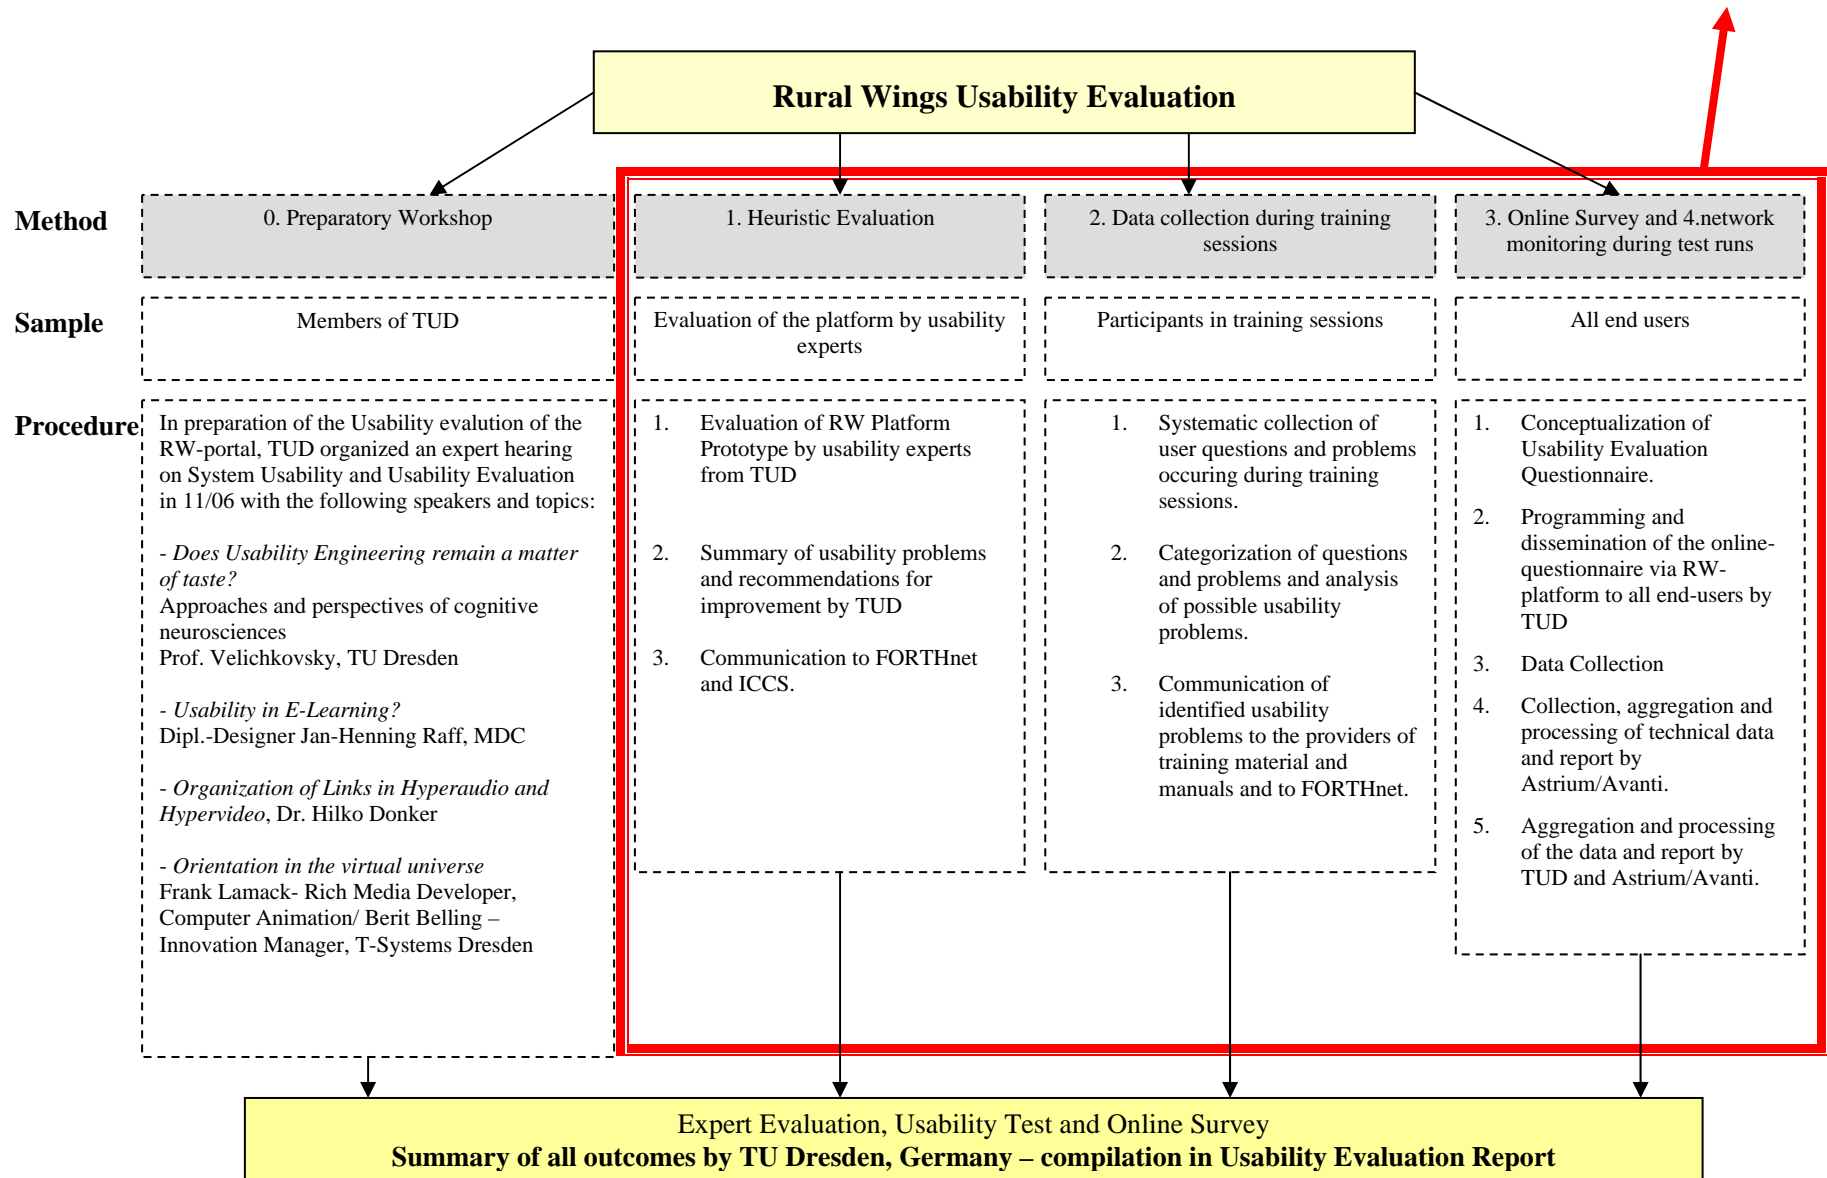 Rural Wings Usability Evaluation
Method
0. Preparatory Workshop
1. Heuristic Evaluation
2. Data collection during training
sessions
3. Online Survey and 4.network
monitoring during test runs
Sample
Members of TUD
Evaluation of the platform by usability
experts
Participants in training sessions
All end users
Procedure
In preparation of the Usability evalution of the
RW-portal, TUD organized an expert hearing
on System Usability and Usability Evaluation
in 11/06 with the following speakers and topics:
- Does Usability Engineering remain a matter
of taste?
Approaches and perspectives of cognitive
neurosciences
Prof. Velichkovsky, TU Dresden
- Usability in E-Learning?
Dipl.-Designer Jan-Henning Raff, MDC
- Organization of Links in Hyperaudio and
Hypervideo, Dr. Hilko Donker
- Orientation in the virtual universe
Frank Lamack- Rich Media Developer,
Computer Animation/ Berit Belling –
Innovation Manager, T-Systems Dresden
1. Evaluation of RW Platform
Prototype by usability experts
from TUD
2. Summary of usability problems
and recommendations for
improvement by TUD
3. Communication to FORTHnet
and ICCS.
1. Systematic collection of
user questions and problems
occuring during training
sessions.
2. Categorization of questions
and problems and analysis
of possible usability
problems.
3. Communication of
identified usability
problems to the providers of
training material and
manuals and to FORTHnet.
1. Conceptualization of
Usability Evaluation
Questionnaire.
2. Programming and
dissemination of the online-
questionnaire via RW-
platform to all end-users by
TUD
3. Data Collection
4. Collection, aggregation and
processing of technical data
and report by
Astrium/Avanti.
5. Aggregation and processing
of the data and report by
TUD and Astrium/Avanti.
Expert Evaluation, Usability Test and Online Survey
Summary of all outcomes by TU Dresden, Germany – compilation in Usability Evaluation Report